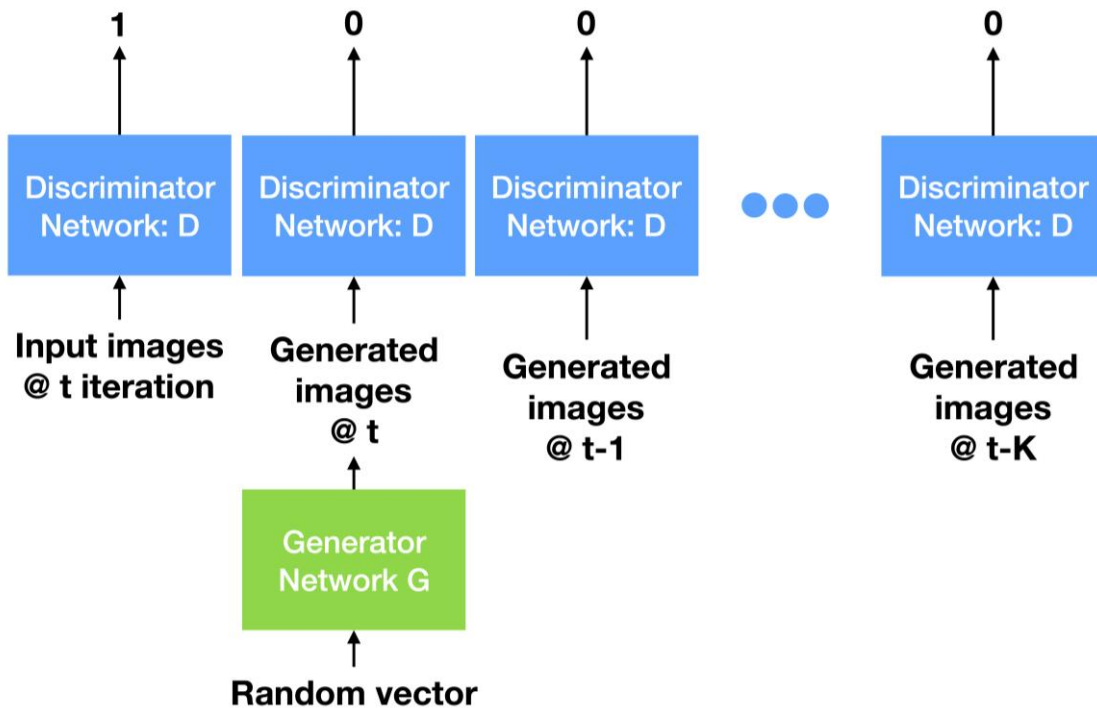 1
0
0
0
Discriminator
Network: D
Discriminator
Network: D
Discriminator
Network: D
Discriminator
Network: D
Input images
@ t iteration
Generated
images
@ t
Generated
images
@ t-1
Generated
images
@ t-K
Generator
Network G
Random vector